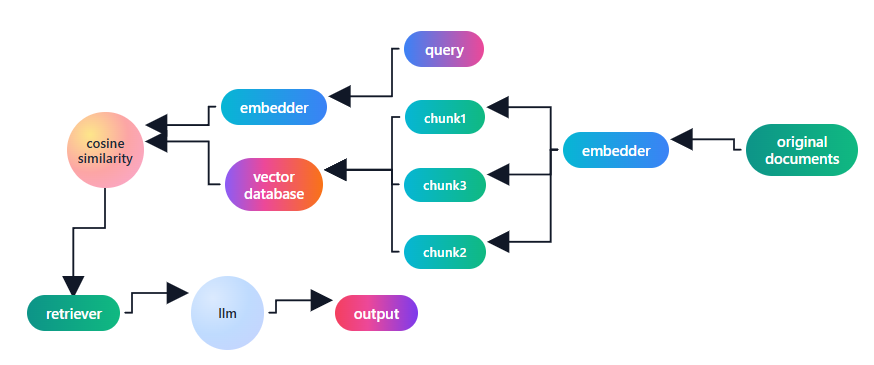 query
embedder
chunk1
cosine
similarity
embedder
original
documents
vector
database
chunk3
chunk2
retriever
llm
output